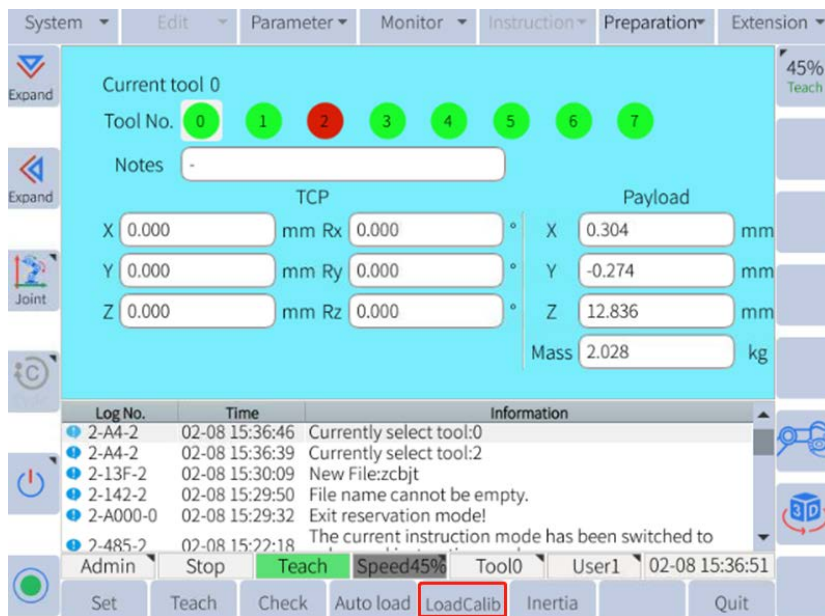 System Edit Parameter Monitor Instruction Preparation Extension
Expand
45%
Teach
Current tool 0
Tool No. 0 1 2 3 4 5 6 7
Notes -
Expand
TCP Payload
X 0.000 mm Rx 0.000 ° X 0.304 mm
Y 0.000 mm Ry 0.000 ° Y -0.274 mm
Joint
Z 0.000 mm Rz 0.000 ° Z 12.836 mm
Mass 2.028 kg
C
Log No. Time Information
2-A4-2 02-08 15:36:46 Currently select tool:0
2-A4-2 02-08 15:36:39 Currently select tool:2
2-13F-2 02-08 15:30:09 New File:zcbjt
2-142-2 02-08 15:29:50 File name cannot be empty.
2-A000-0 02-08 15:29:32 Exit reservation mode!
2-485-2 02-08 15:22:18 The current instruction mode has been switched to
3D
Admin Stop Teach Speed45% Tool0 User1 02-08 15:36:51
Set Teach Check Auto load LoadCalib Inertia Quit